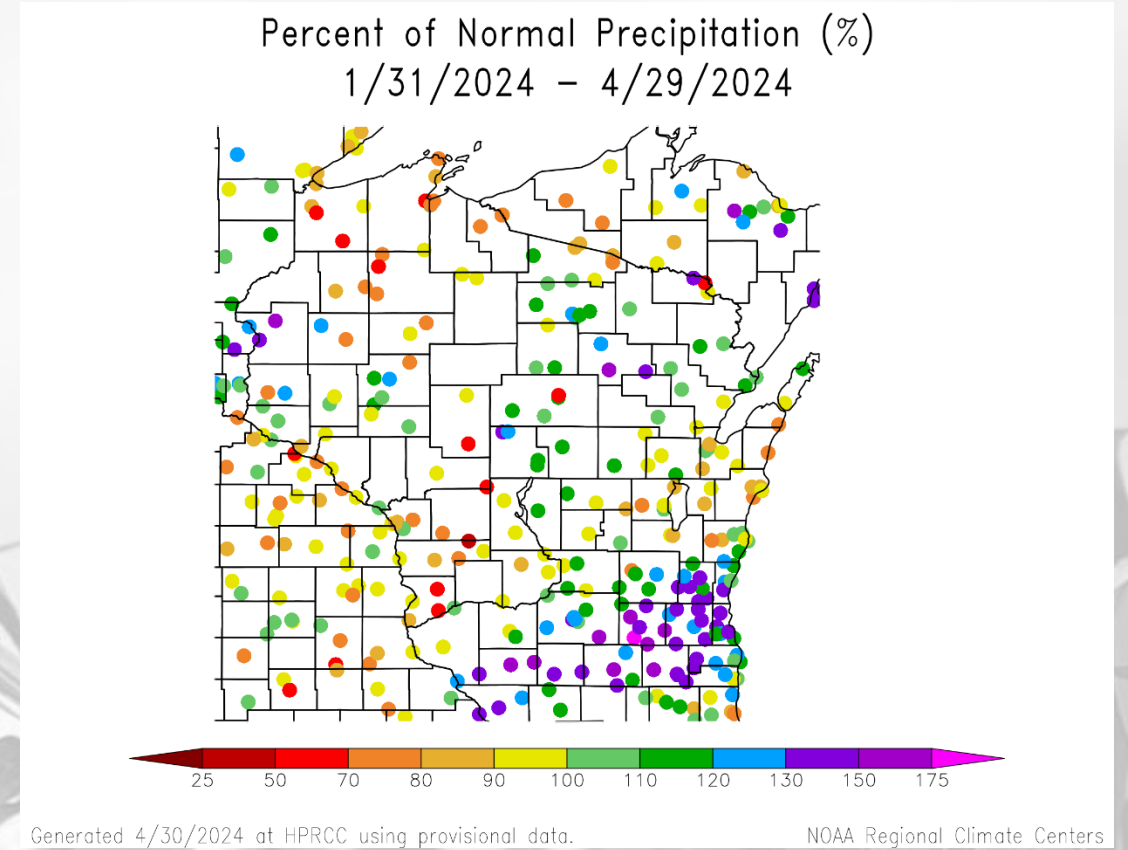 Percent of Normal Precipitation (%)
1/31/2024 – 4/29/2024
25 50 70 80 90 100 110 120 130 150 175
Generated 4/30/2024 at HPRCC using provisional data.
NOAA Regional Climate Centers